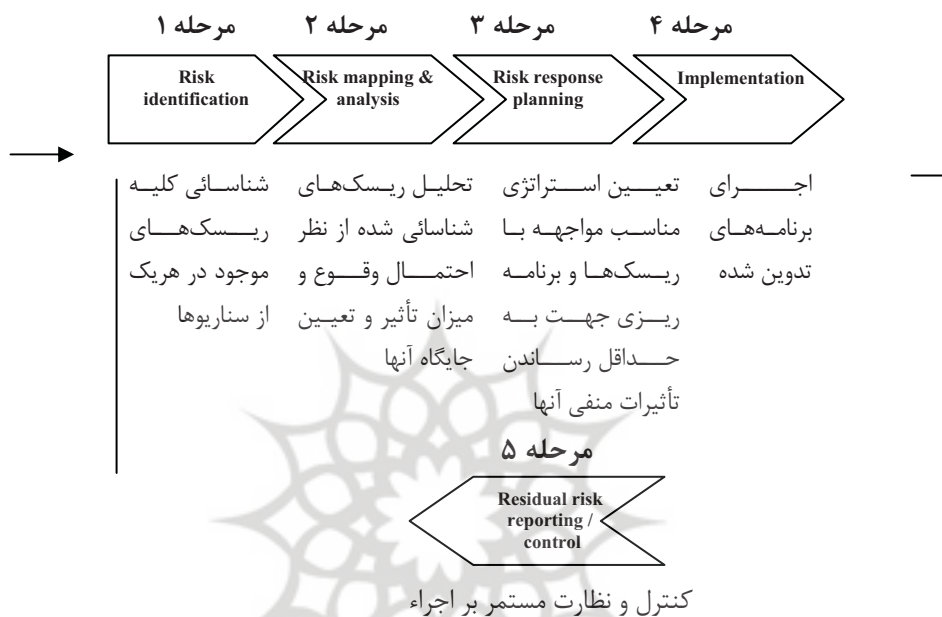 مرحله ۱
مرحله ۲
مرحله ۳
مرحله ۴
Risk
identification
Risk mapping &
analysis
Risk response
planning
Implementation
شناسائی کلیه
ریسک‌های
موجود در هریک
از سناریوها
تحلیل ریسک‌های
شناسائی شده از نظر
احتمال وقوع و
میزان تأثیر و تعیین
جایگاه آنها
تعیین استراتژی
مناسب مواجهه با
ریسک‌ها و برنامه
ریزی جهت به
حداقل رساندن
تأثیرات منفی آنها
اجرای
برنامه‌های
تدوین شده
مرحله ۵
Residual risk
reporting /
control
کنترل و نظارت مستمر بر اجراء